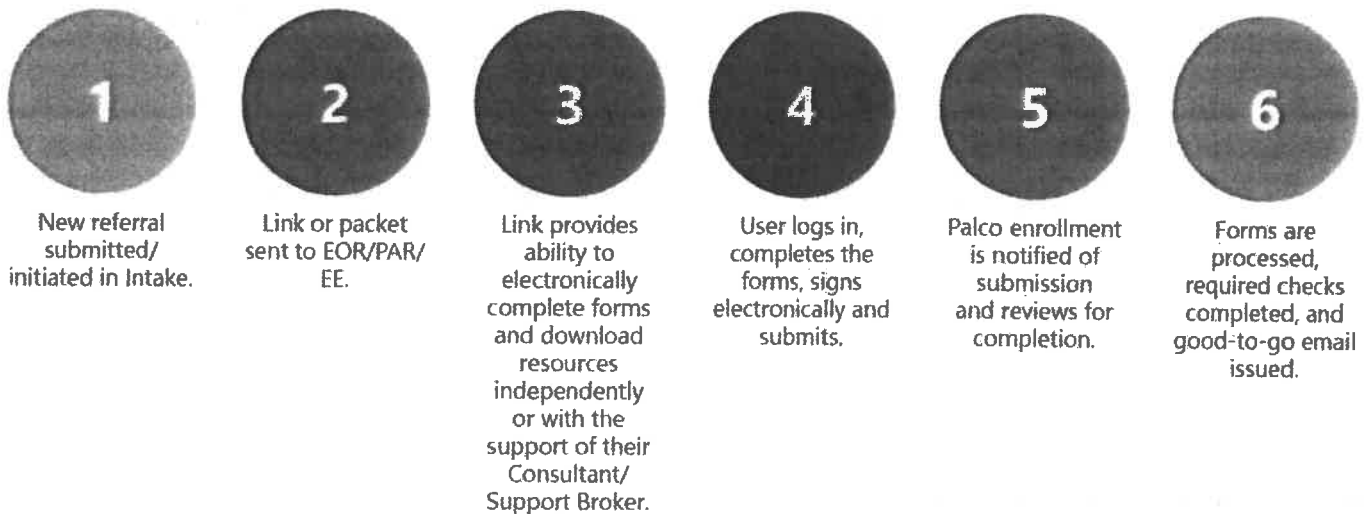 1
New referral
submitted/
initiated in Intake.
2
Link or packet
sent to EOR/PAR/
EE.
3
Link provides
ability to
electronically
complete forms
and download
resources
independently
or with the
support of their
Consultant/
Support Broker.
4
User logs in,
completes the
forms, signs
electronically and
submits.
5
Palco enrollment
is notified of
submission
and reviews for
completion.
6
Forms are
processed,
required checks
completed, and
good-to-go email
issued.